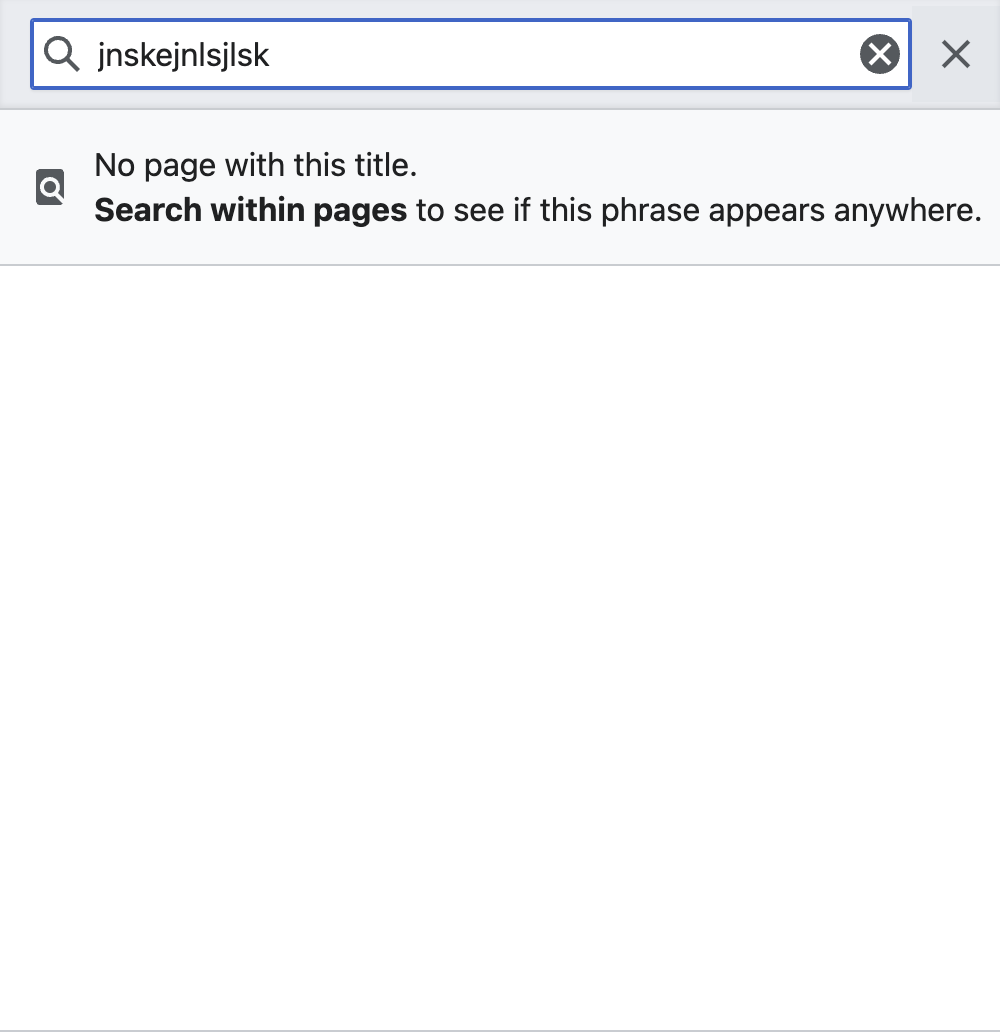 jnskejnlsjlsk
No page with this title.
Search within pages to see if this phrase appears anywhere.